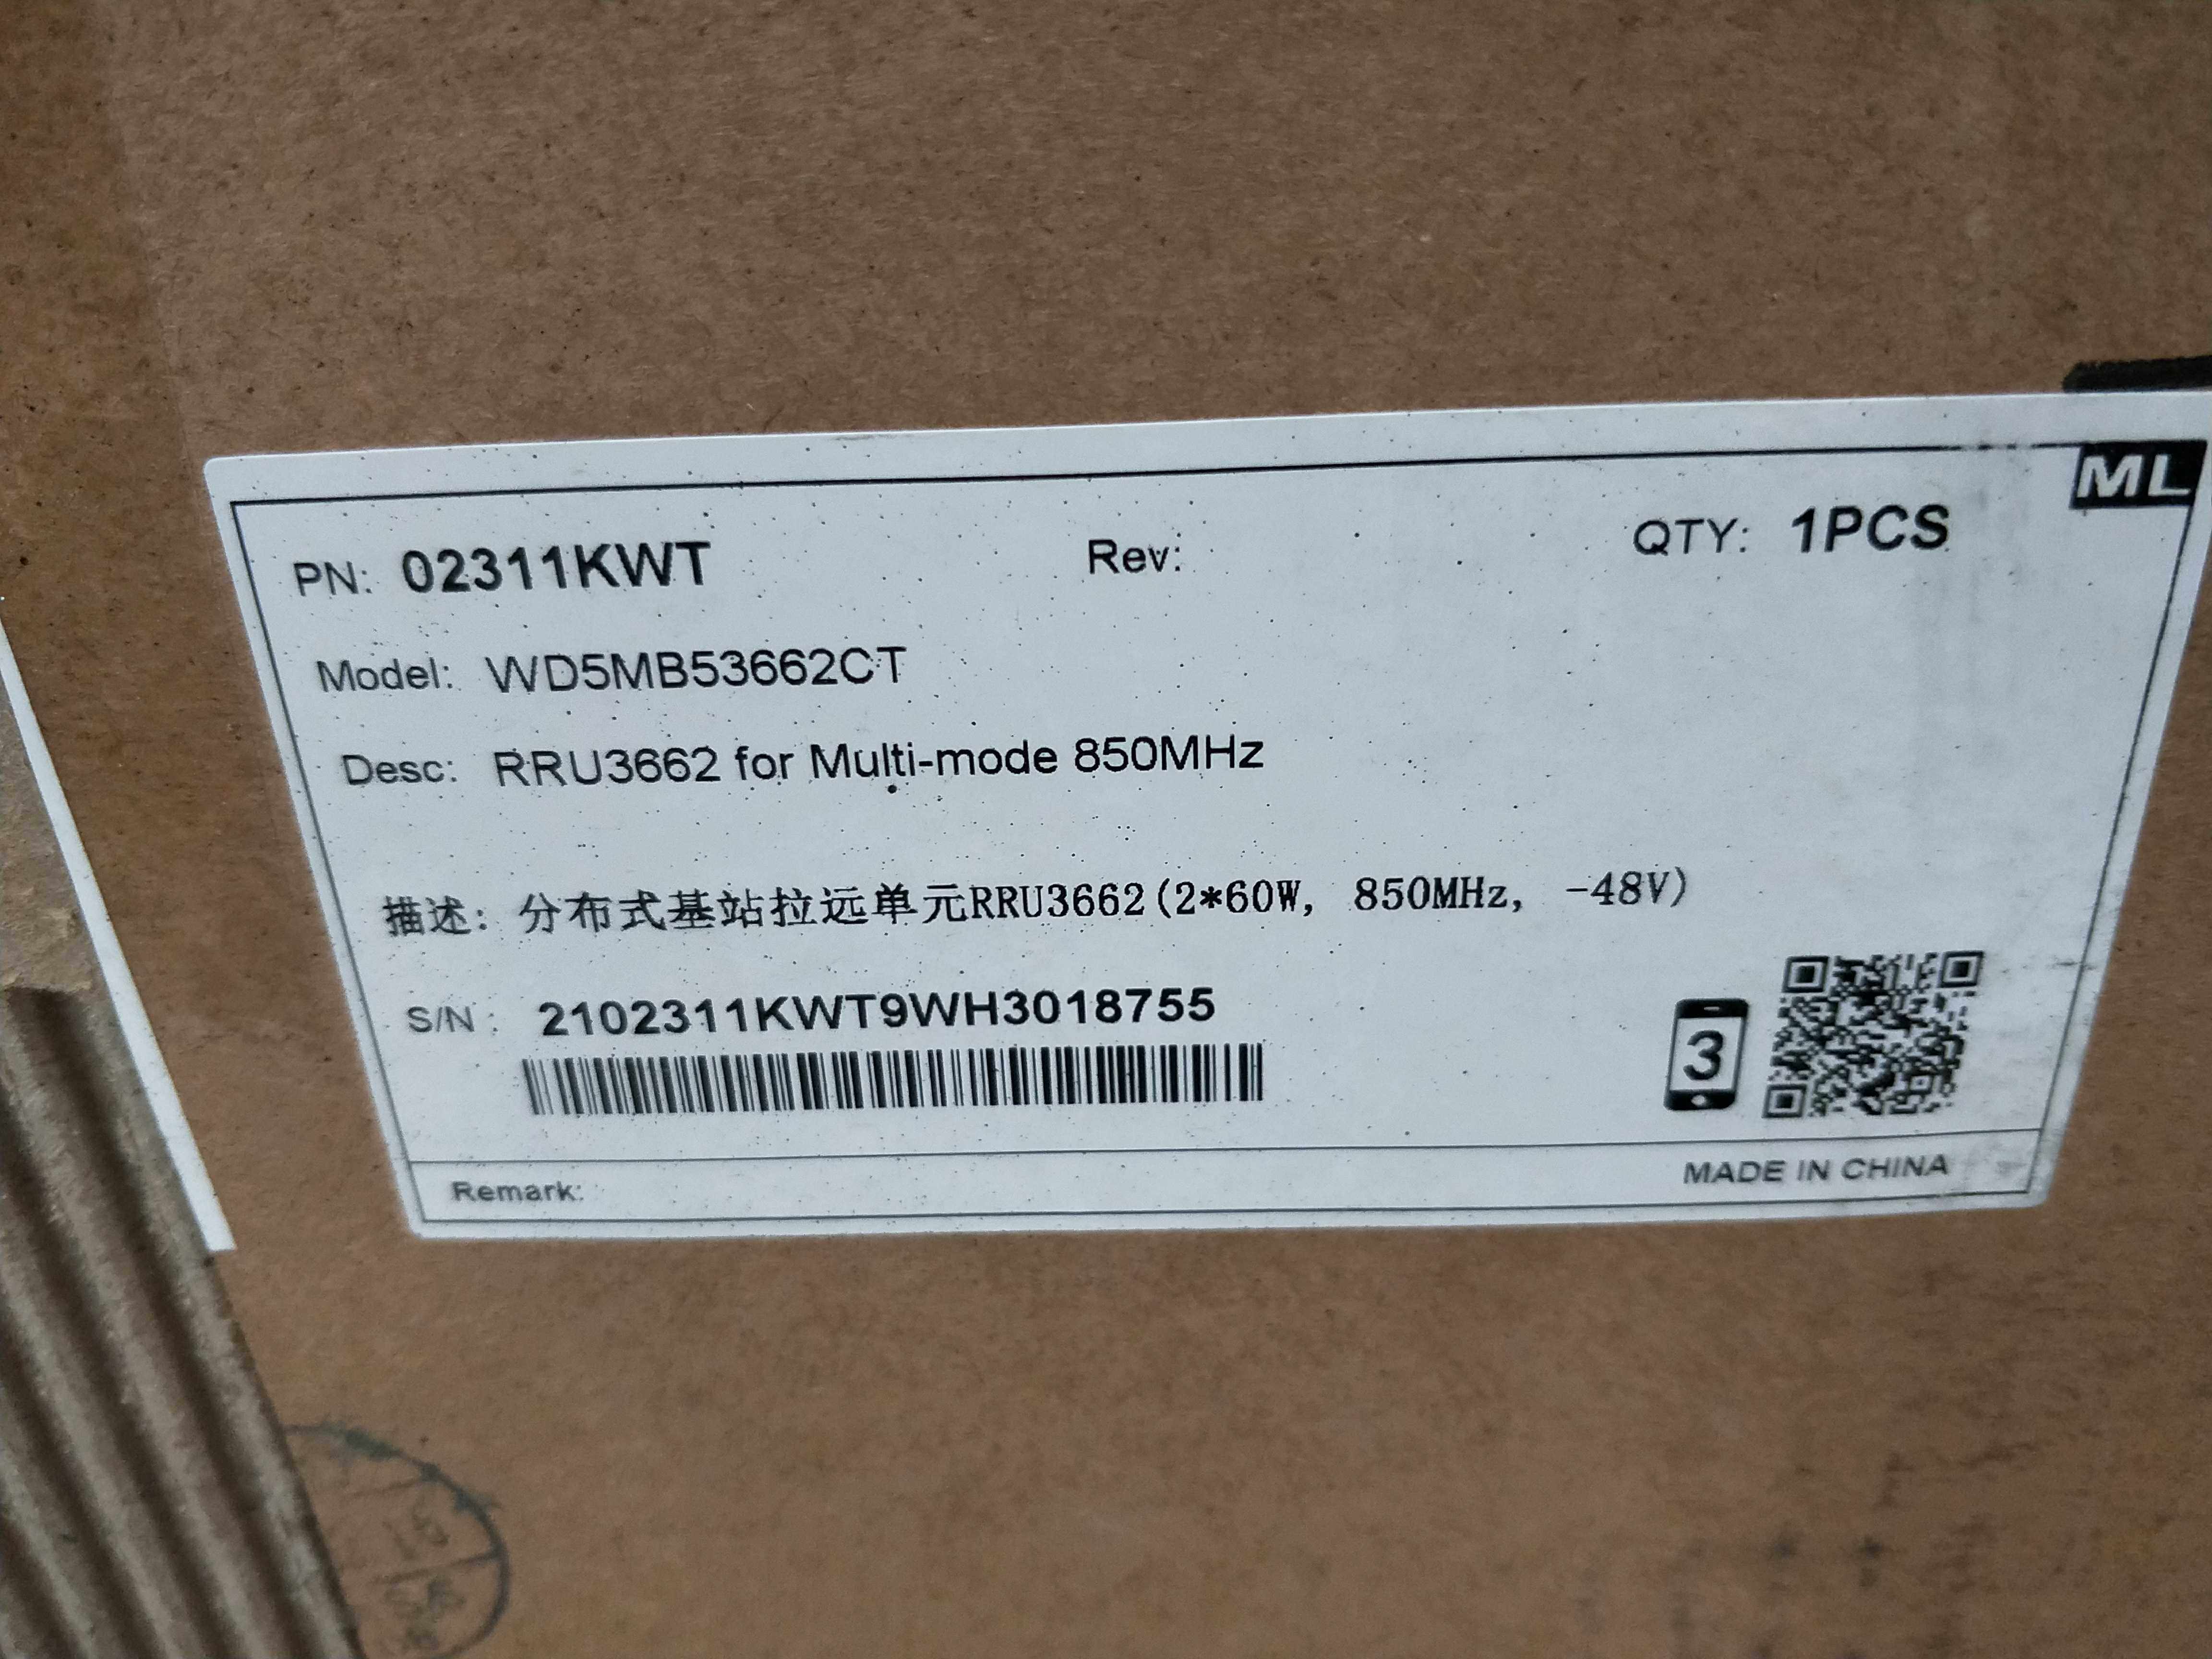 ML
PN: 02311KWT Rev: QTY: 1PCS
Model: WD5MB53662CT
Desc: RRU3662 for Multi-mode 850MHz
描述: 分布式基站拉远单元RRU3662(2*60W, 850MHz, -48V)
S/N: 2102311KWT9WH3018755
3
Remark: MADE IN CHINA